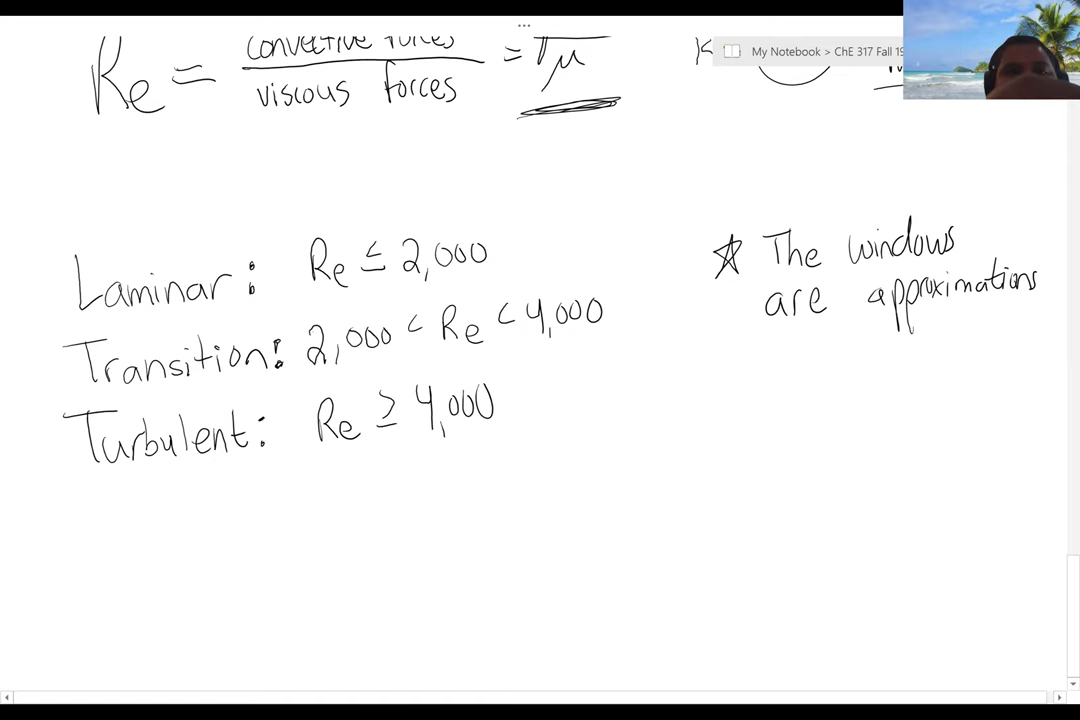 convective forces
Re = viscous forces = μ
My Notebook > ChE 317 Fall 19
Laminar: Re ≤ 2,000
Transition: 2,000 < Re < 4,000
Turbulent: Re ≥ 4,000
☆ The windows
are approximations